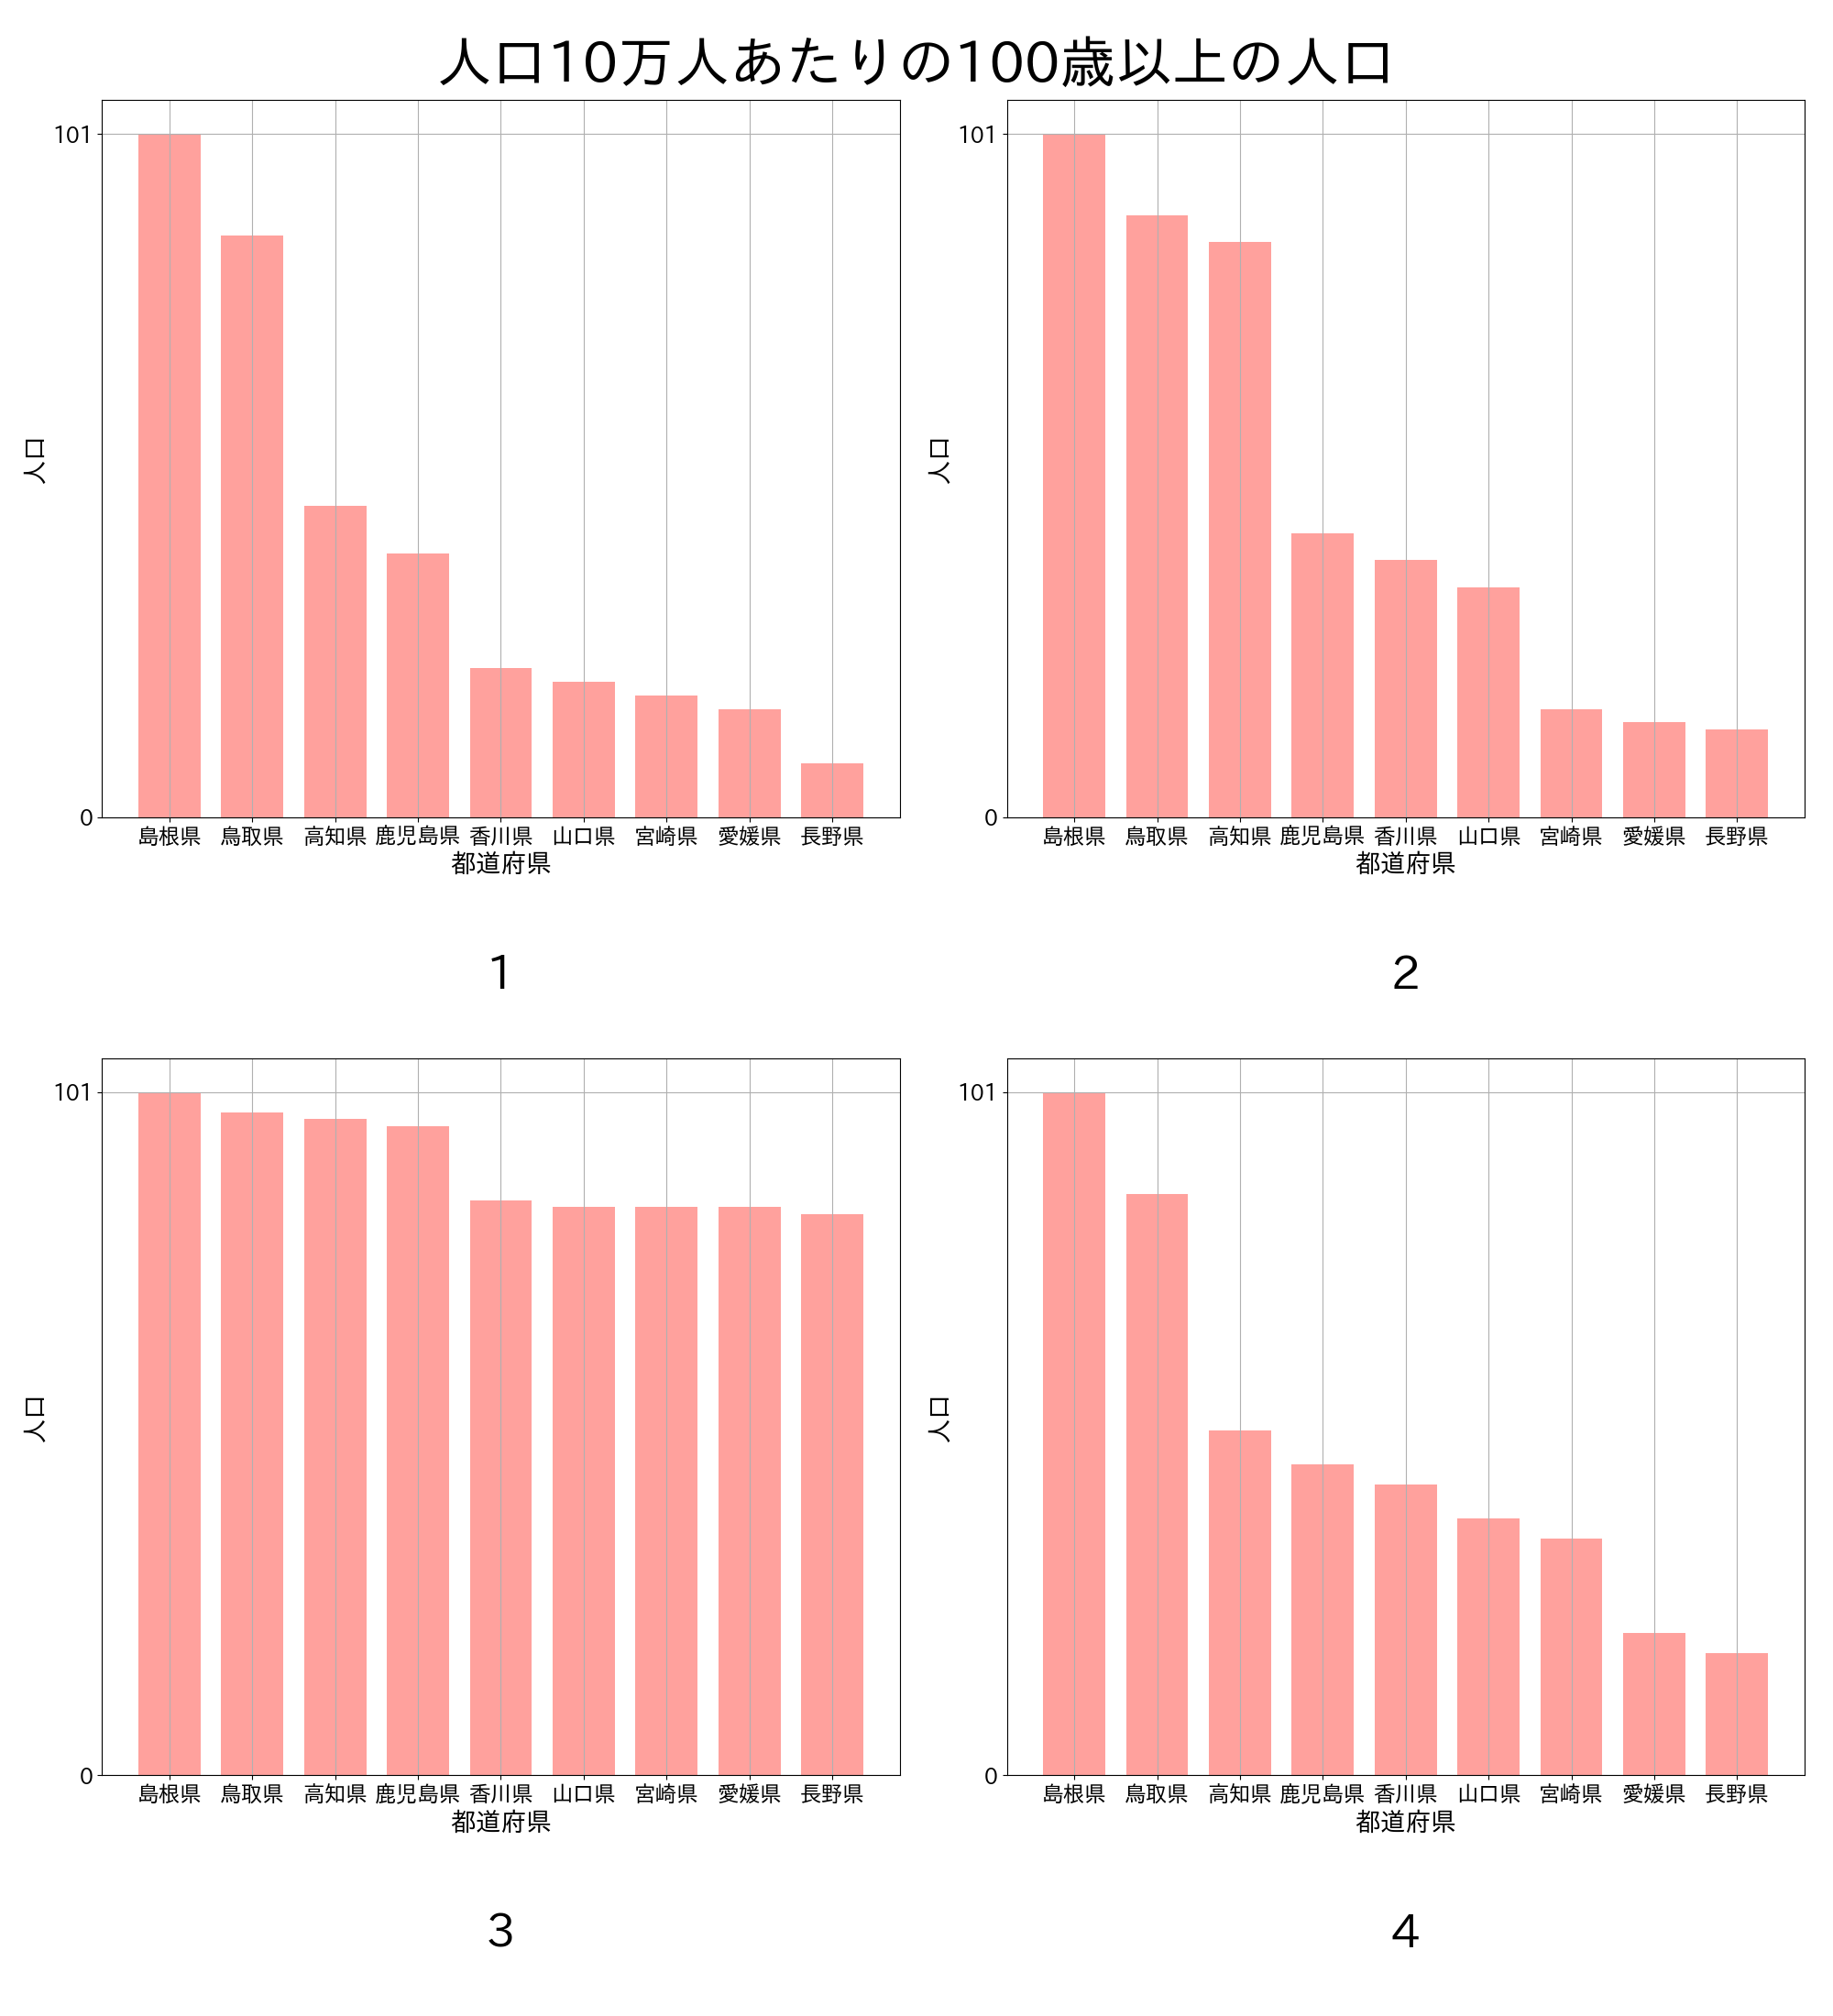 人口10万人あたりの100歳以上の人口
101
0
人口
島根県 鳥取県 高知県 鹿児島県 香川県 山口県 宮崎県 愛媛県 長野県
都道府県
1
101
0
人口
島根県 鳥取県 高知県 鹿児島県 香川県 山口県 宮崎県 愛媛県 長野県
都道府県
2
101
0
人口
島根県 鳥取県 高知県 鹿児島県 香川県 山口県 宮崎県 愛媛県 長野県
都道府県
3
101
0
人口
島根県 鳥取県 高知県 鹿児島県 香川県 山口県 宮崎県 愛媛県 長野県
都道府県
4